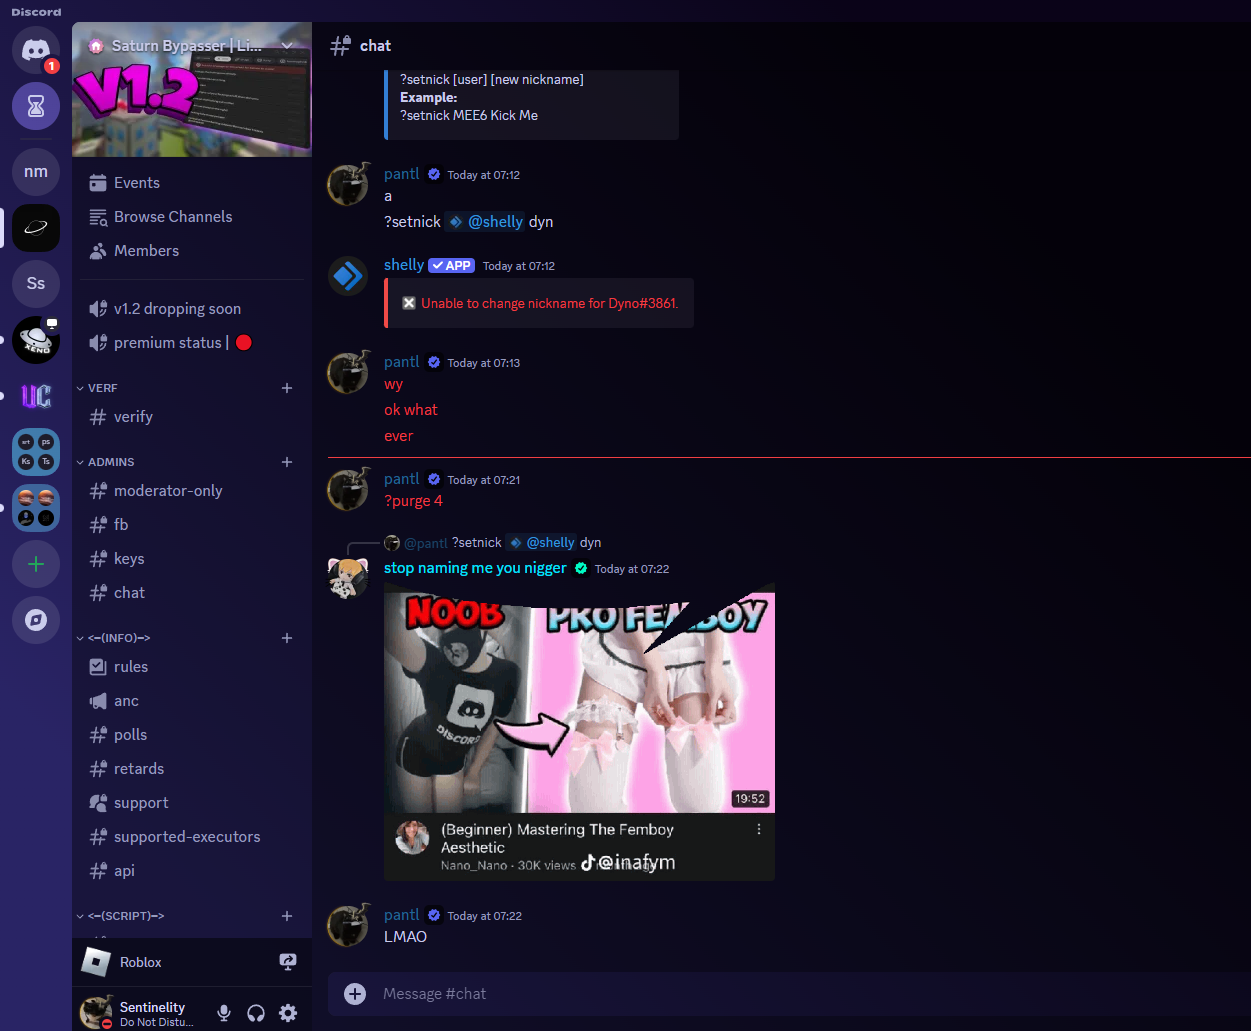 Discord
1
nm
Ss
XENO
UC
art ps
Ks Ts
Saturn Bypasser | Li...
V1.2
Events
Browse Channels
Members
v1.2 dropping soon
premium status |
VERF
verify
ADMINS
moderator-only
fb
keys
chat
<--(INFO)-->
rules
anc
polls
retards
support
supported-executors
api
<--(SCRIPT)-->
Roblox
Sentinelity
Do Not Distu...
chat
?setnick [user] [new nickname]
Example:
?setnick MEE6 Kick Me
pantl Today at 07:12
a
?setnick @shelly dyn
shelly APP Today at 07:12
Unable to change nickname for Dyno#3861.
pantl Today at 07:13
wy
ok what
ever
pantl Today at 07:21
?purge 4
@pantl ?setnick @shelly dyn
stop naming me you nigger Today at 07:22
NOOB PRO FEMBOY
DISCORD
19:52
(Beginner) Mastering The Femboy
Aesthetic
Nano_Nano · 30K views
@inafym
pantl Today at 07:22
LMAO
Message #chat